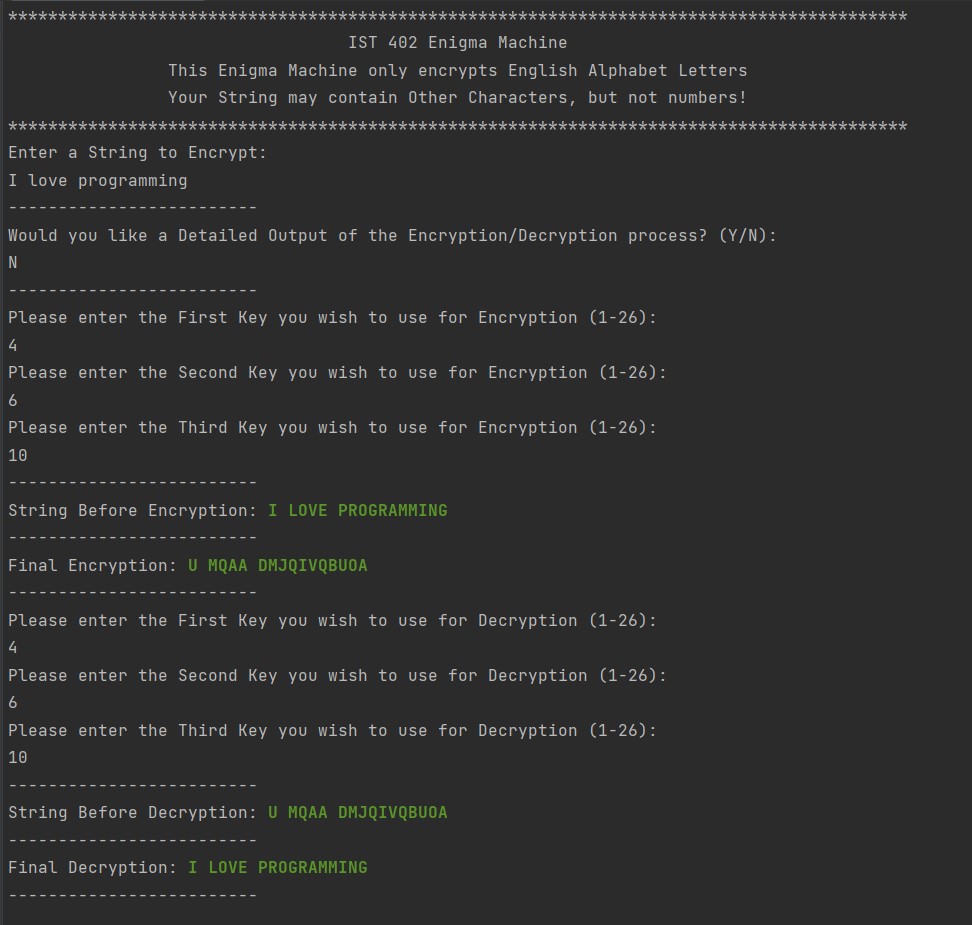 ******************************************************************************************
IST 402 Enigma Machine
This Enigma Machine only encrypts English Alphabet Letters
Your String may contain Other Characters, but not numbers!
******************************************************************************************
Enter a String to Encrypt:
I love programming
-------------------------
Would you like a Detailed Output of the Encryption/Decryption process? (Y/N):
N
-------------------------
Please enter the First Key you wish to use for Encryption (1-26):
4
Please enter the Second Key you wish to use for Encryption (1-26):
6
Please enter the Third Key you wish to use for Encryption (1-26):
10
-------------------------
String Before Encryption: I LOVE PROGRAMMING
-------------------------
Final Encryption: U MQAA DMJQIVQBUOA
-------------------------
Please enter the First Key you wish to use for Decryption (1-26):
4
Please enter the Second Key you wish to use for Decryption (1-26):
6
Please enter the Third Key you wish to use for Decryption (1-26):
10
-------------------------
String Before Decryption: U MQAA DMJQIVQBUOA
-------------------------
Final Decryption: I LOVE PROGRAMMING
-------------------------